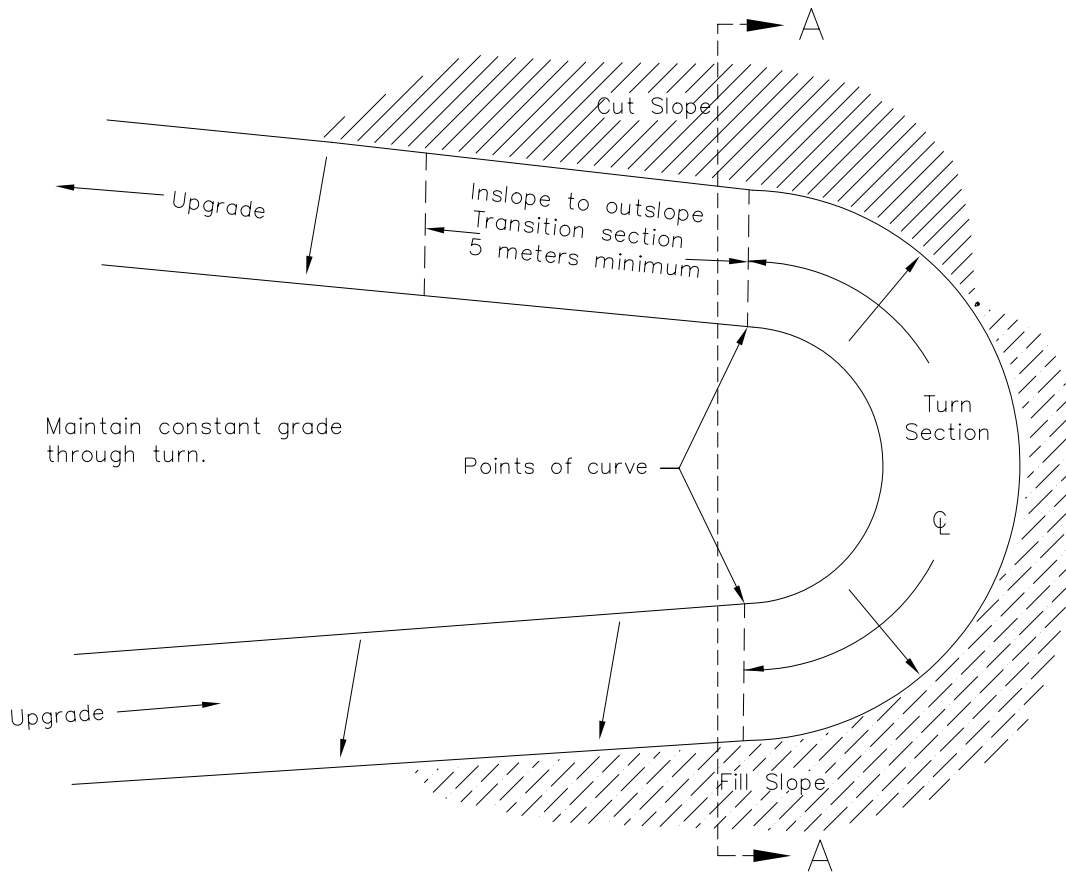 A
Cut Slope
Upgrade
Inslope to outslope
Transition section
5 meters minimum
Turn
Section
Maintain constant grade
through turn.
Points of curve
℄
Upgrade
Fill Slope
A